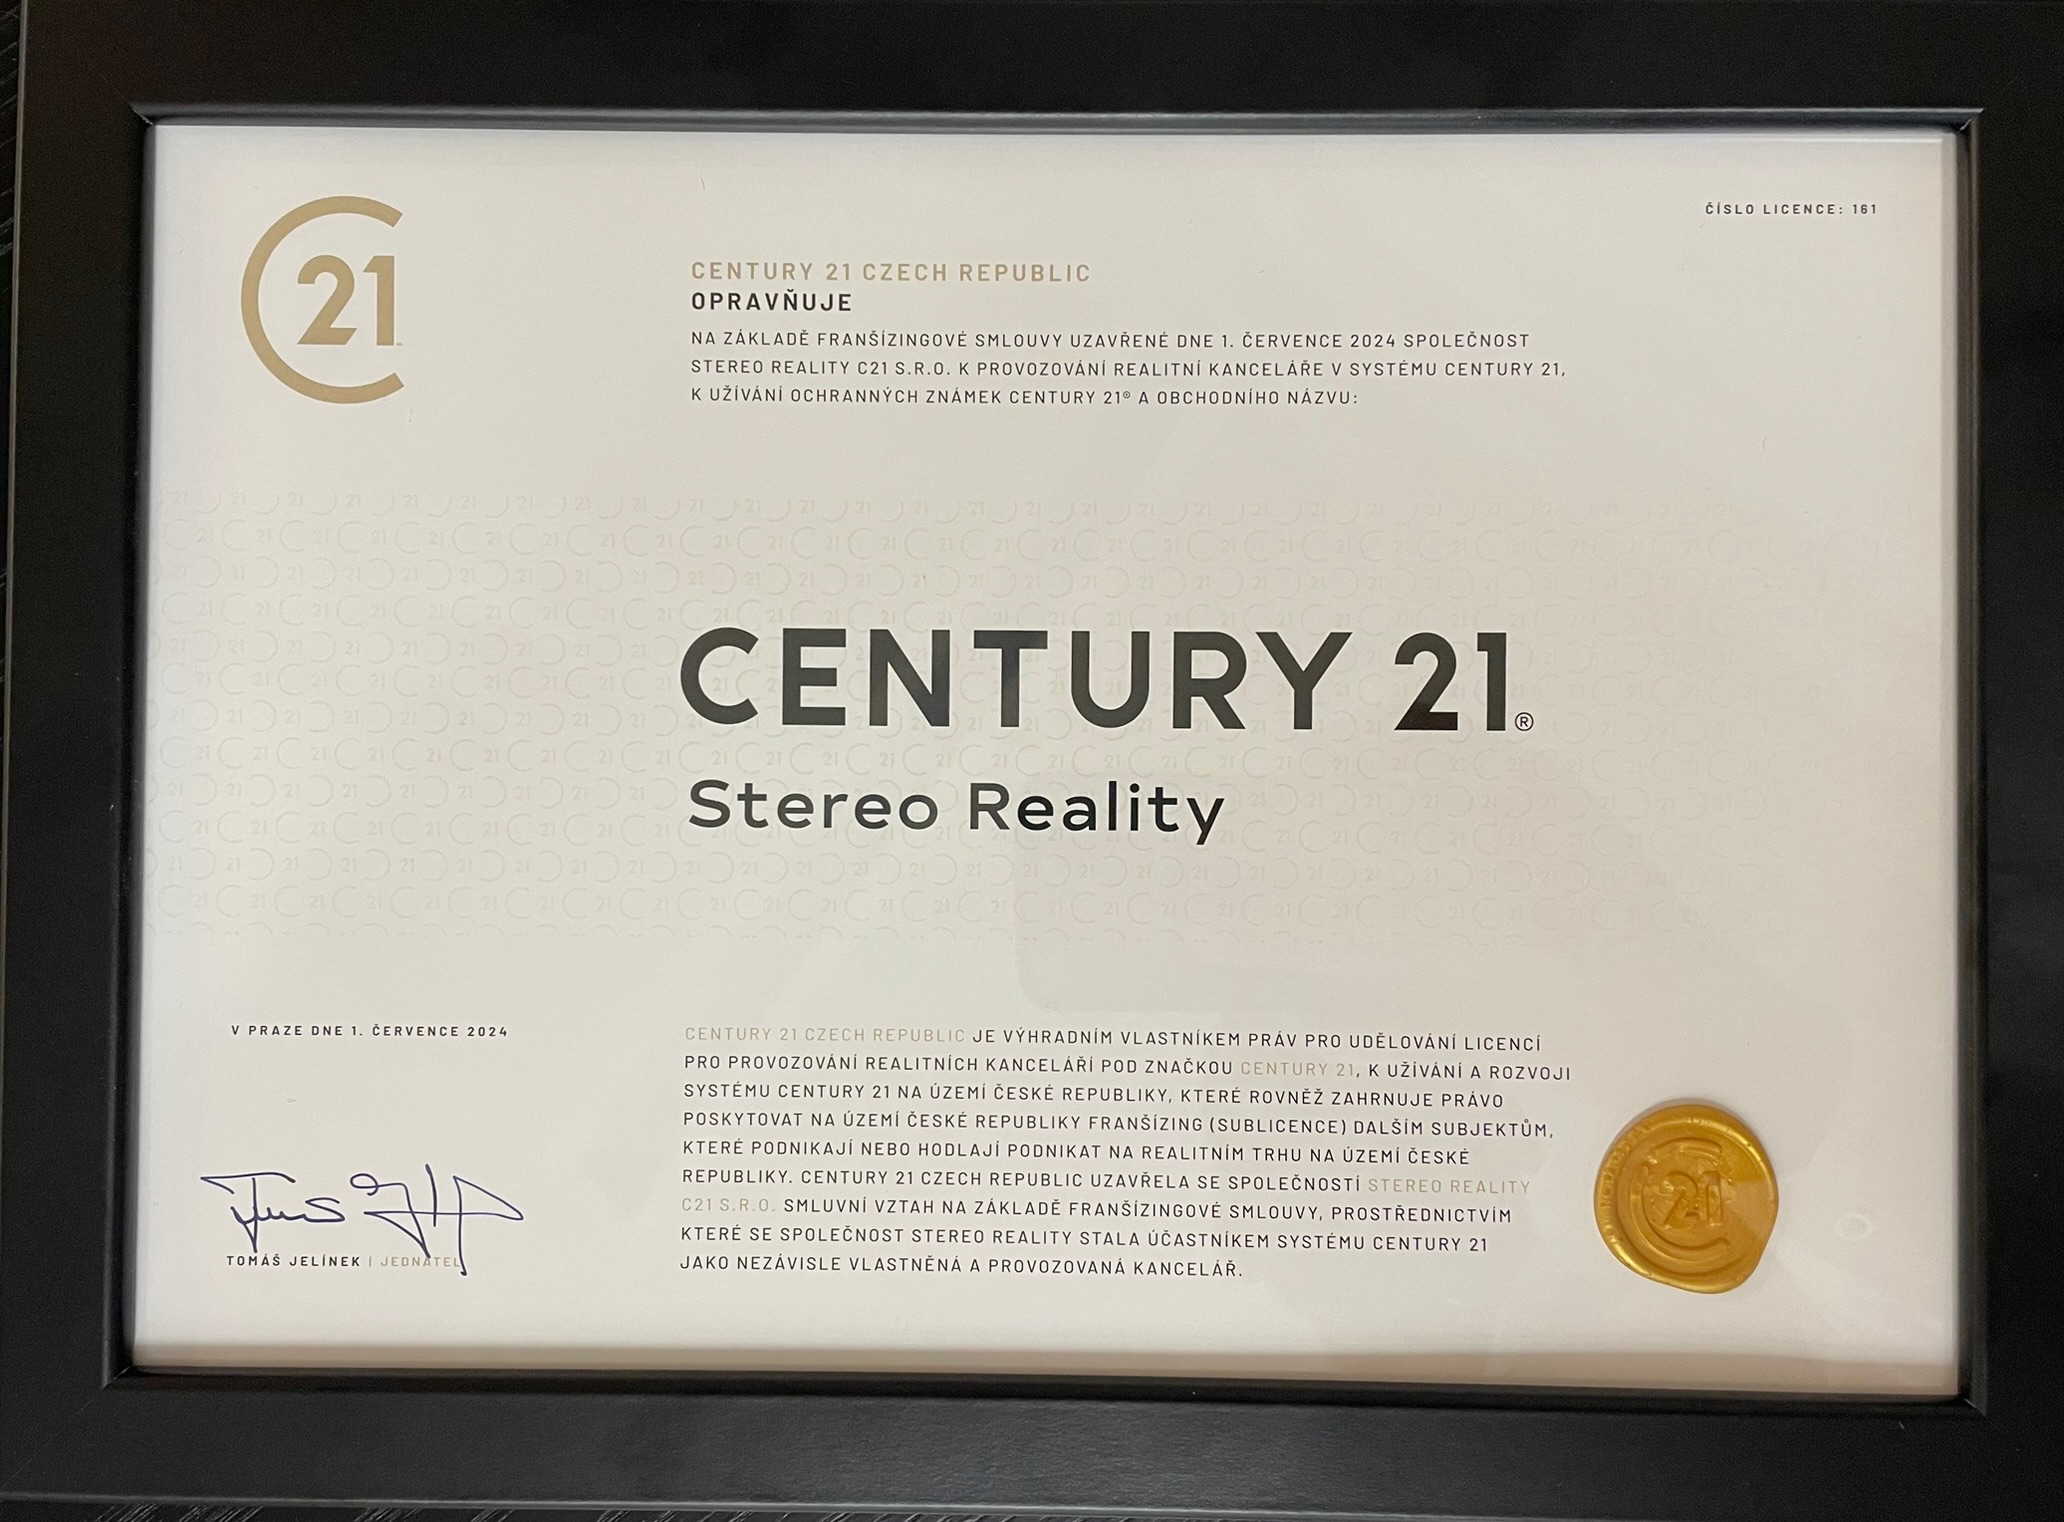 C21
ČÍSLO LICENCE: 161
CENTURY 21 CZECH REPUBLIC
OPRAVŇUJE
NA ZÁKLADĚ FRANŠÍZINGOVÉ SMLOUVY UZAVŘENÉ DNE 1. ČERVENCE 2024 SPOLEČNOST
STEREO REALITY C21 S.R.O. K PROVOZOVÁNÍ REALITNÍ KANCELÁŘE V SYSTÉMU CENTURY 21,
K UŽÍVÁNÍ OCHRANNÝCH ZNÁMEK CENTURY 21® A OBCHODNÍHO NÁZVU:
CENTURY 21®
Stereo Reality
V PRAZE DNE 1. ČERVENCE 2024
TOMÁŠ JELÍNEK | JEDNATEL
CENTURY 21 CZECH REPUBLIC JE VÝHRADNÍM VLASTNÍKEM PRÁV PRO UDĚLOVÁNÍ LICENCÍ
PRO PROVOZOVÁNÍ REALITNÍCH KANCELÁŘÍ POD ZNAČKOU CENTURY 21, K UŽÍVÁNÍ A ROZVOJI
SYSTÉMU CENTURY 21 NA ÚZEMÍ ČESKÉ REPUBLIKY, KTERÉ ROVNĚŽ ZAHRNUJE PRÁVO
POSKYTOVAT NA ÚZEMÍ ČESKÉ REPUBLIKY FRANŠÍZING (SUBLICENCE) DALŠÍM SUBJEKTŮM,
KTERÉ PODNIKAJÍ NEBO HODLAJÍ PODNIKAT NA REALITNÍM TRHU NA ÚZEMÍ ČESKÉ
REPUBLIKY. CENTURY 21 CZECH REPUBLIC UZAVŘELA SE SPOLEČNOSTÍ STEREO REALITY
C21 S.R.O. SMLUVNÍ VZTAH NA ZÁKLADĚ FRANŠÍZINGOVÉ SMLOUVY, PROSTŘEDNICTVÍM
KTERÉ SE SPOLEČNOST STEREO REALITY STALA ÚČASTNÍKEM SYSTÉMU CENTURY 21
JAKO NEZÁVISLE VLASTNĚNÁ A PROVOZOVANÁ KANCELÁŘ.
C21